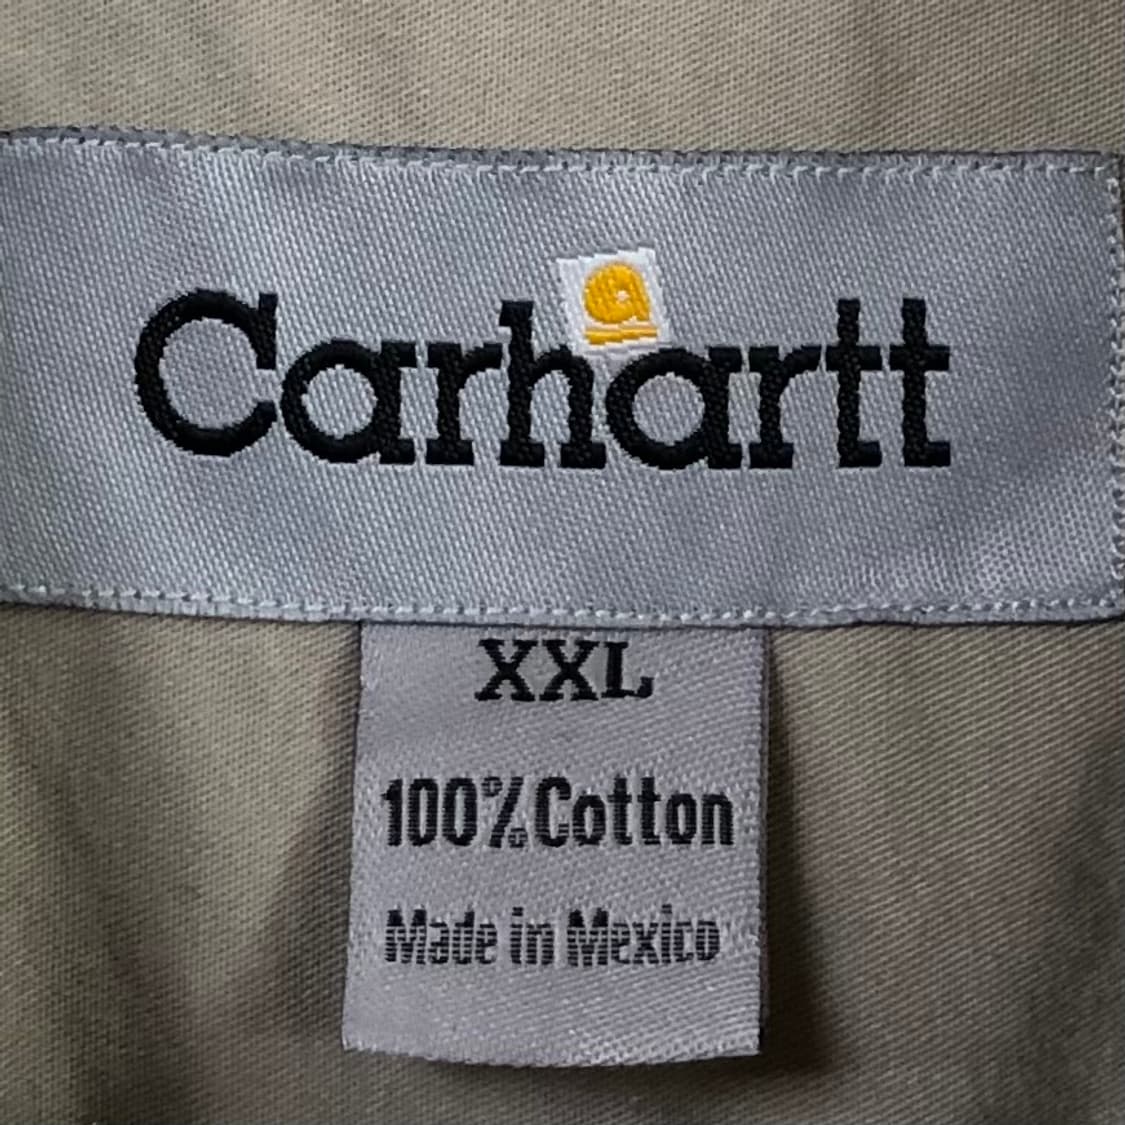 Carhartt
XXL
100% Cotton
Made in Mexico